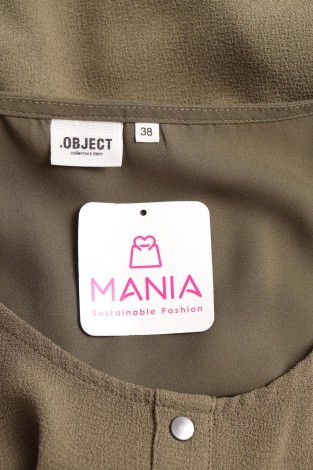 .OBJECT
collectors item.
38
MANIA
Sustainable Fashion